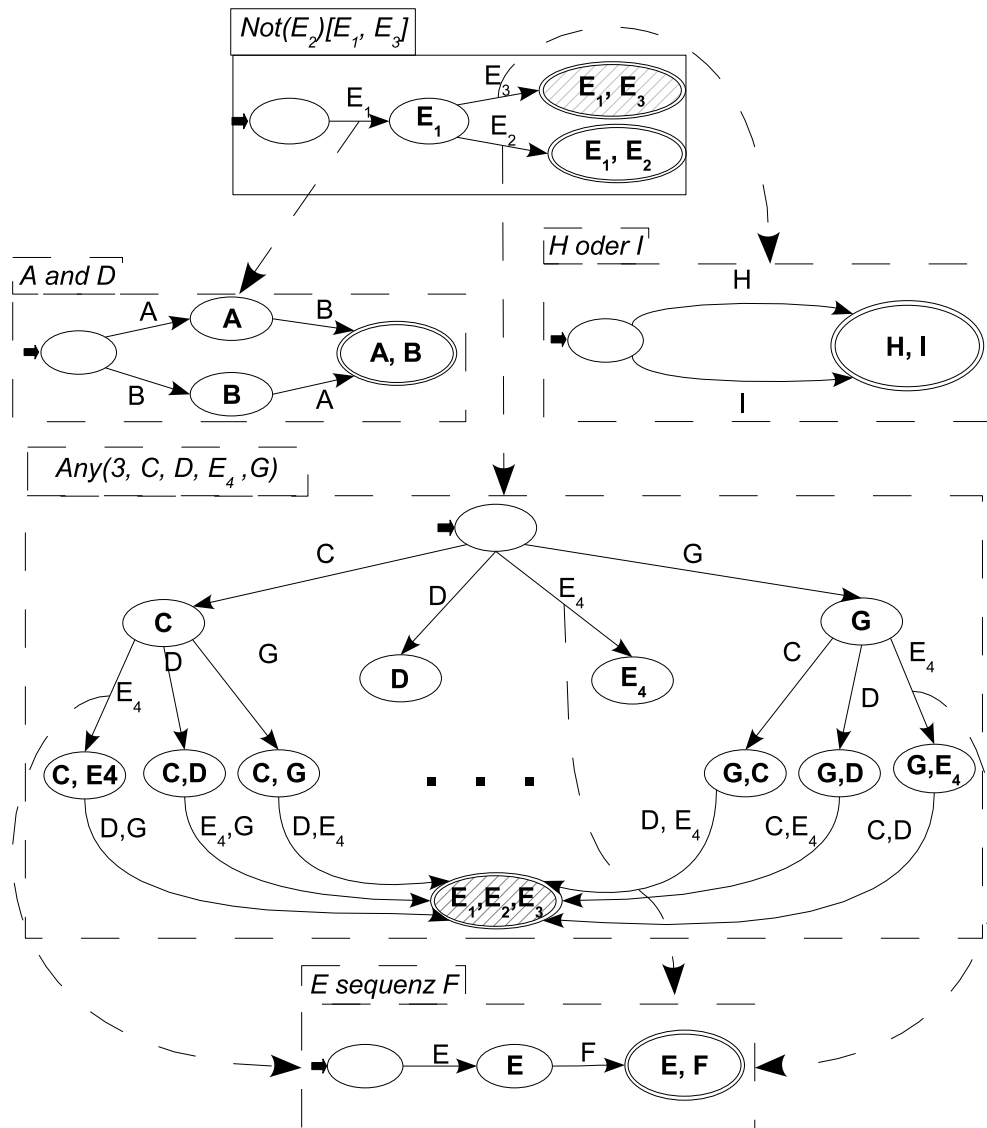 Not(E₂)[E₁, E₃]
E₁
E₁
E₃
E₁, E₃
E₂
E₁, E₂
A and D
A
A
B
A, B
B
B
A
H oder I
H
H, I
I
Any(3, C, D, E₄ ,G)
C
D
E₄
G
C
D
E₄
G
E₄
D
G
C
D
E₄
C, E4
C,D
C, G
. . .
G,C
G,D
G,E₄
D,G
E₄,G
D,E₄
D, E₄
C,E₄
C,D
E₁,E₂,E₃
E sequenz F
E
E
F
E, F